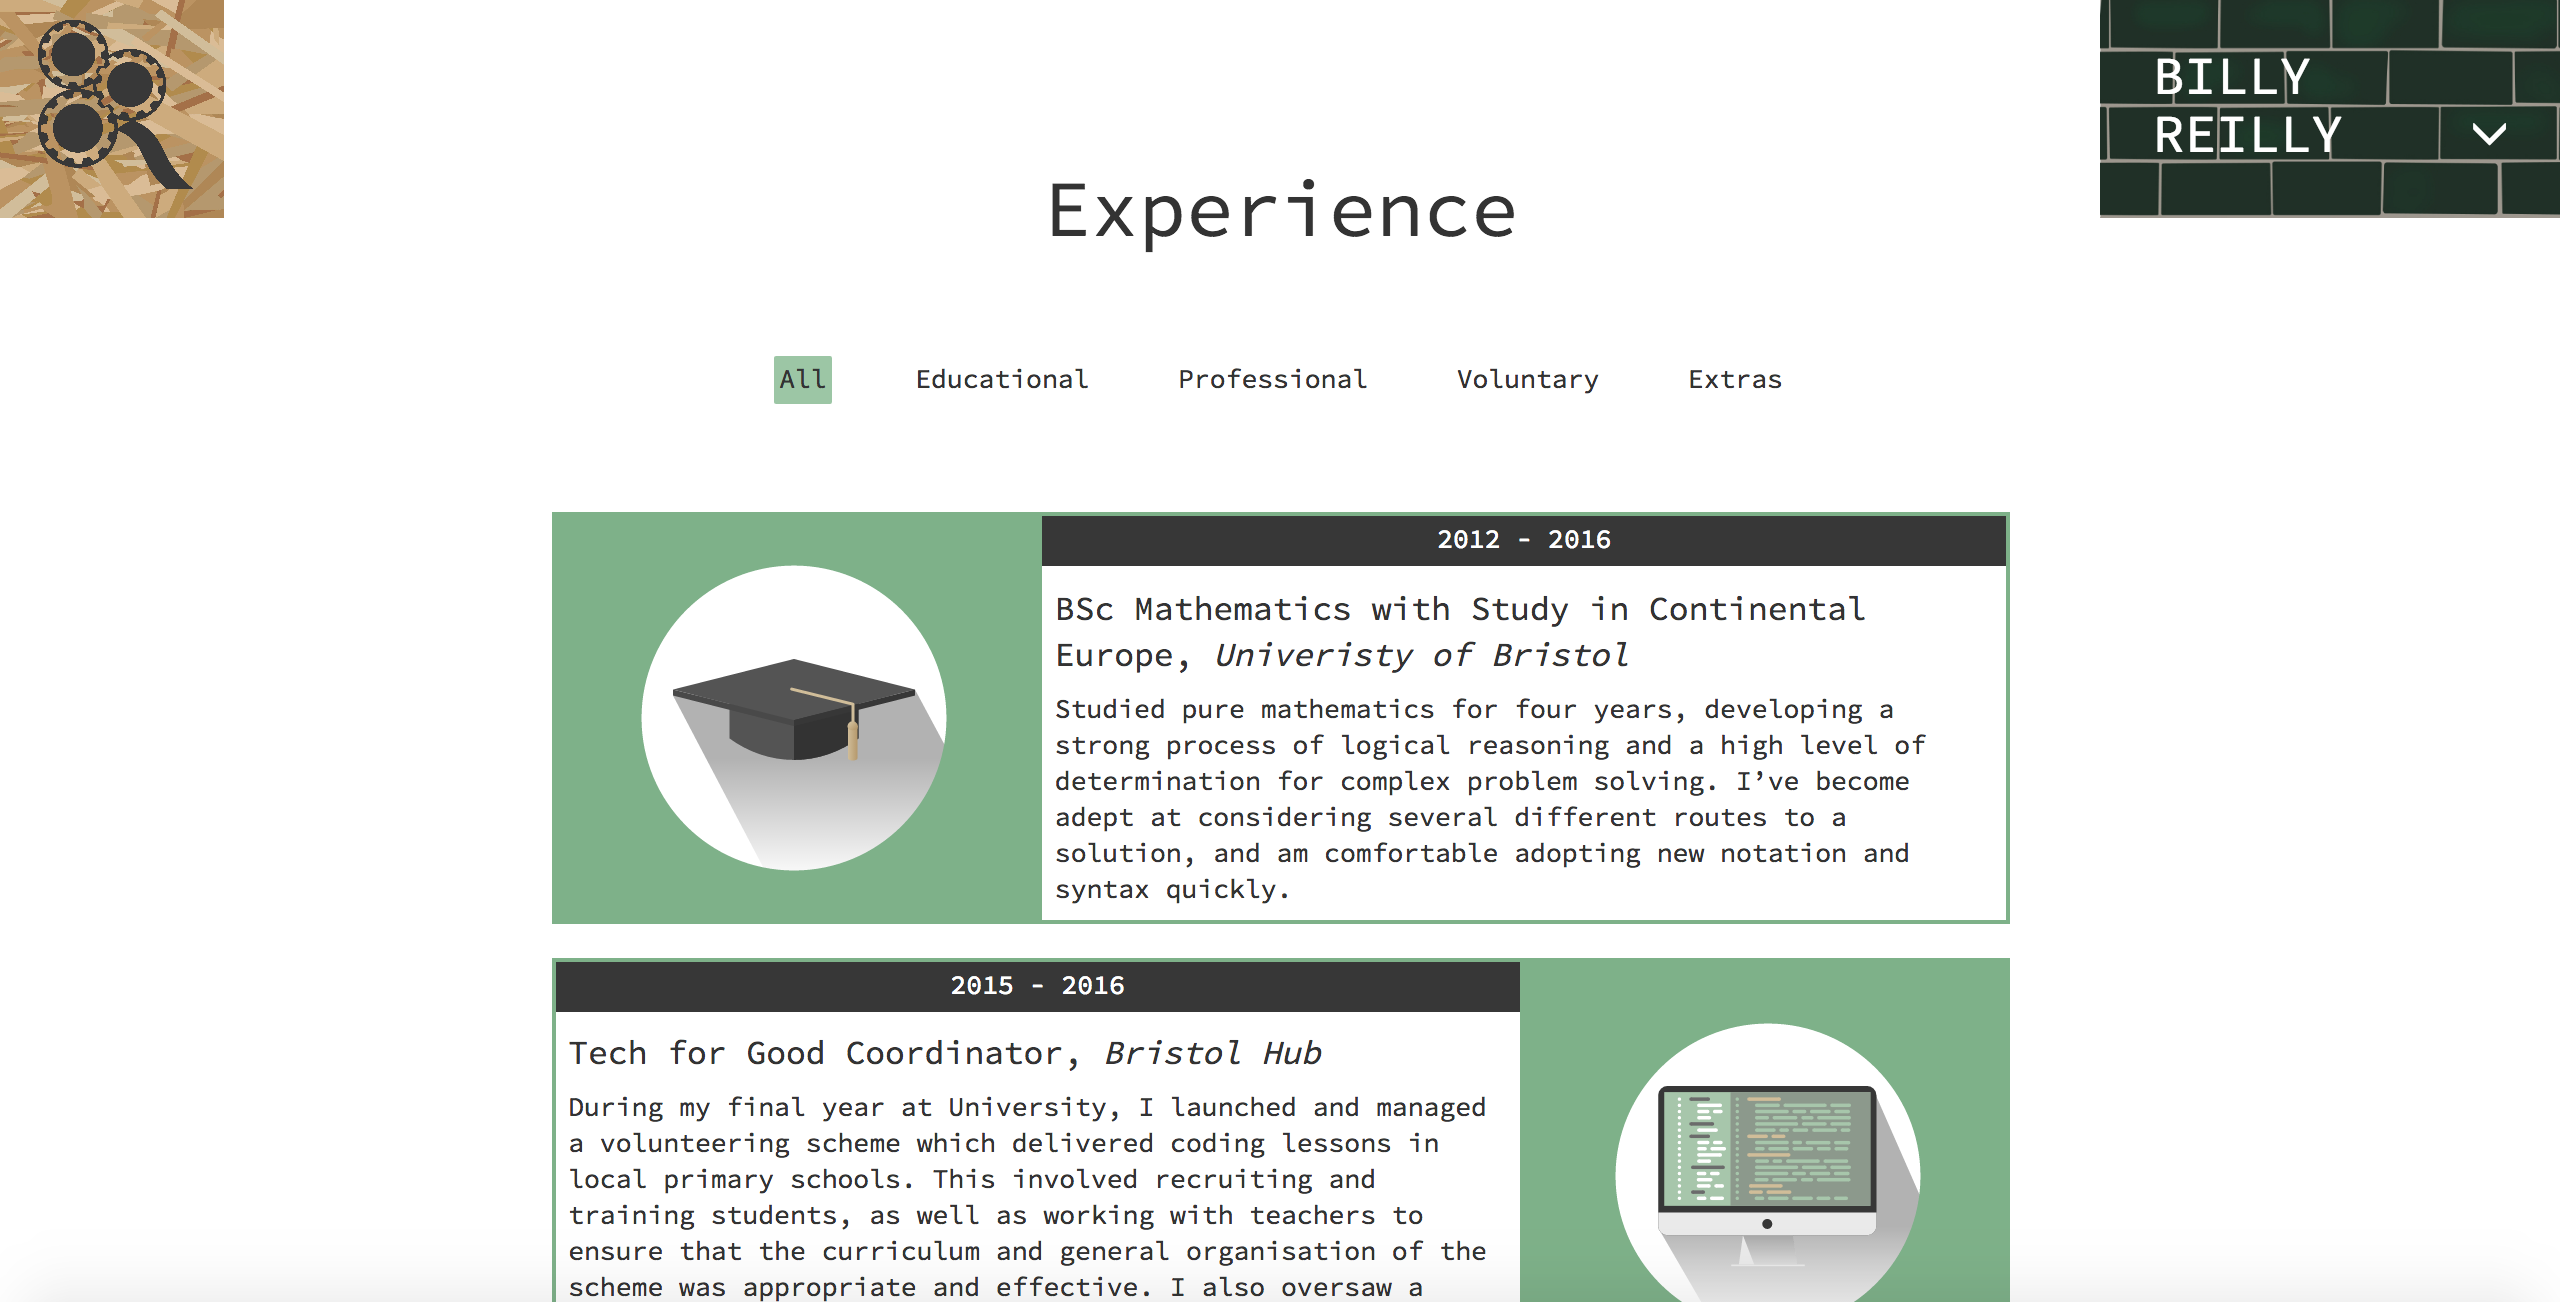 BILLY
REILLY
Experience
All Educational Professional Voluntary Extras
2012 - 2016
BSc Mathematics with Study in Continental
Europe, Univeristy of Bristol
Studied pure mathematics for four years, developing a
strong process of logical reasoning and a high level of
determination for complex problem solving. I’ve become
adept at considering several different routes to a
solution, and am comfortable adopting new notation and
syntax quickly.
2015 - 2016
Tech for Good Coordinator, Bristol Hub
During my final year at University, I launched and managed
a volunteering scheme which delivered coding lessons in
local primary schools. This involved recruiting and
training students, as well as working with teachers to
ensure that the curriculum and general organisation of the
scheme was appropriate and effective. I also oversaw a